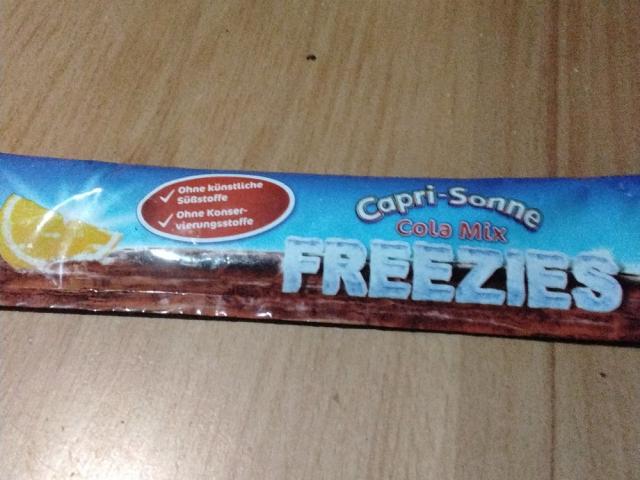 Ohne künstliche
Süßstoffe
Ohne Konser-
vierungsstoffe
Capri-Sonne
Cola Mix
FREEZIES